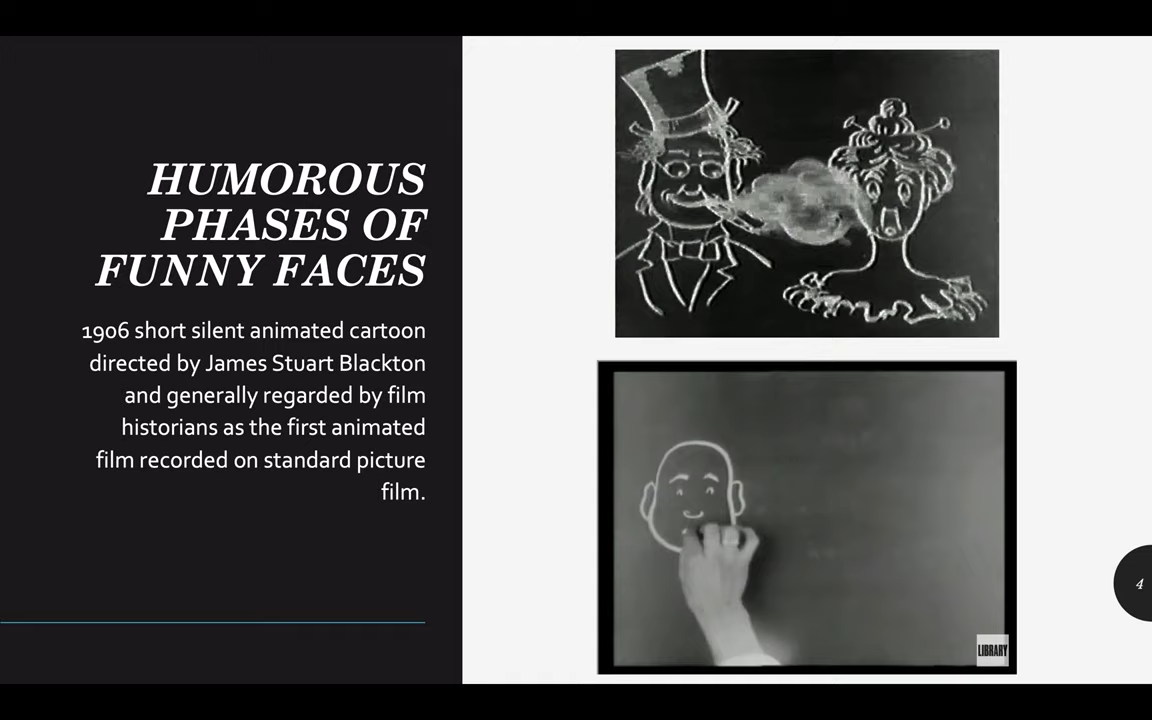 HUMOROUS
PHASES OF
FUNNY FACES
1906 short silent animated cartoon
directed by James Stuart Blackton
and generally regarded by film
historians as the first animated
film recorded on standard picture
film.
LIBRARY
4